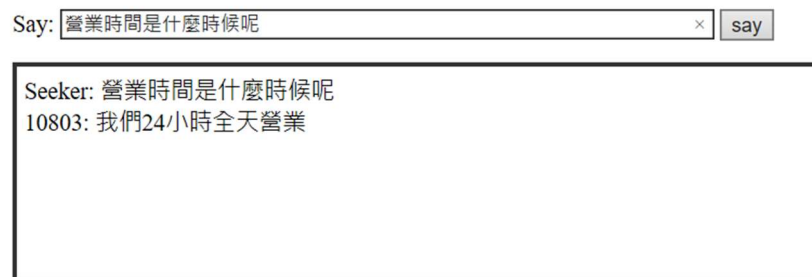 Say: 營業時間是什麼時候呢 × say
Seeker: 營業時間是什麼時候呢
10803: 我們24小時全天營業